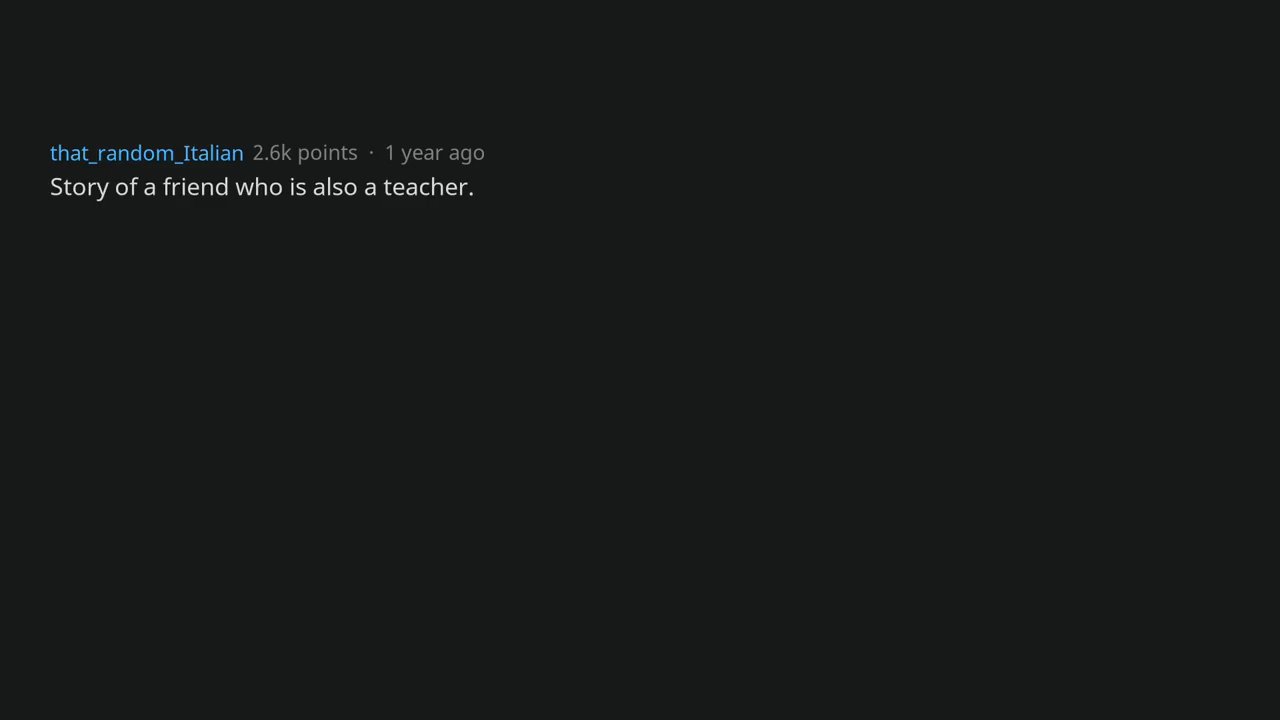 that_random_Italian 2.6k points · 1 year ago
Story of a friend who is also a teacher.